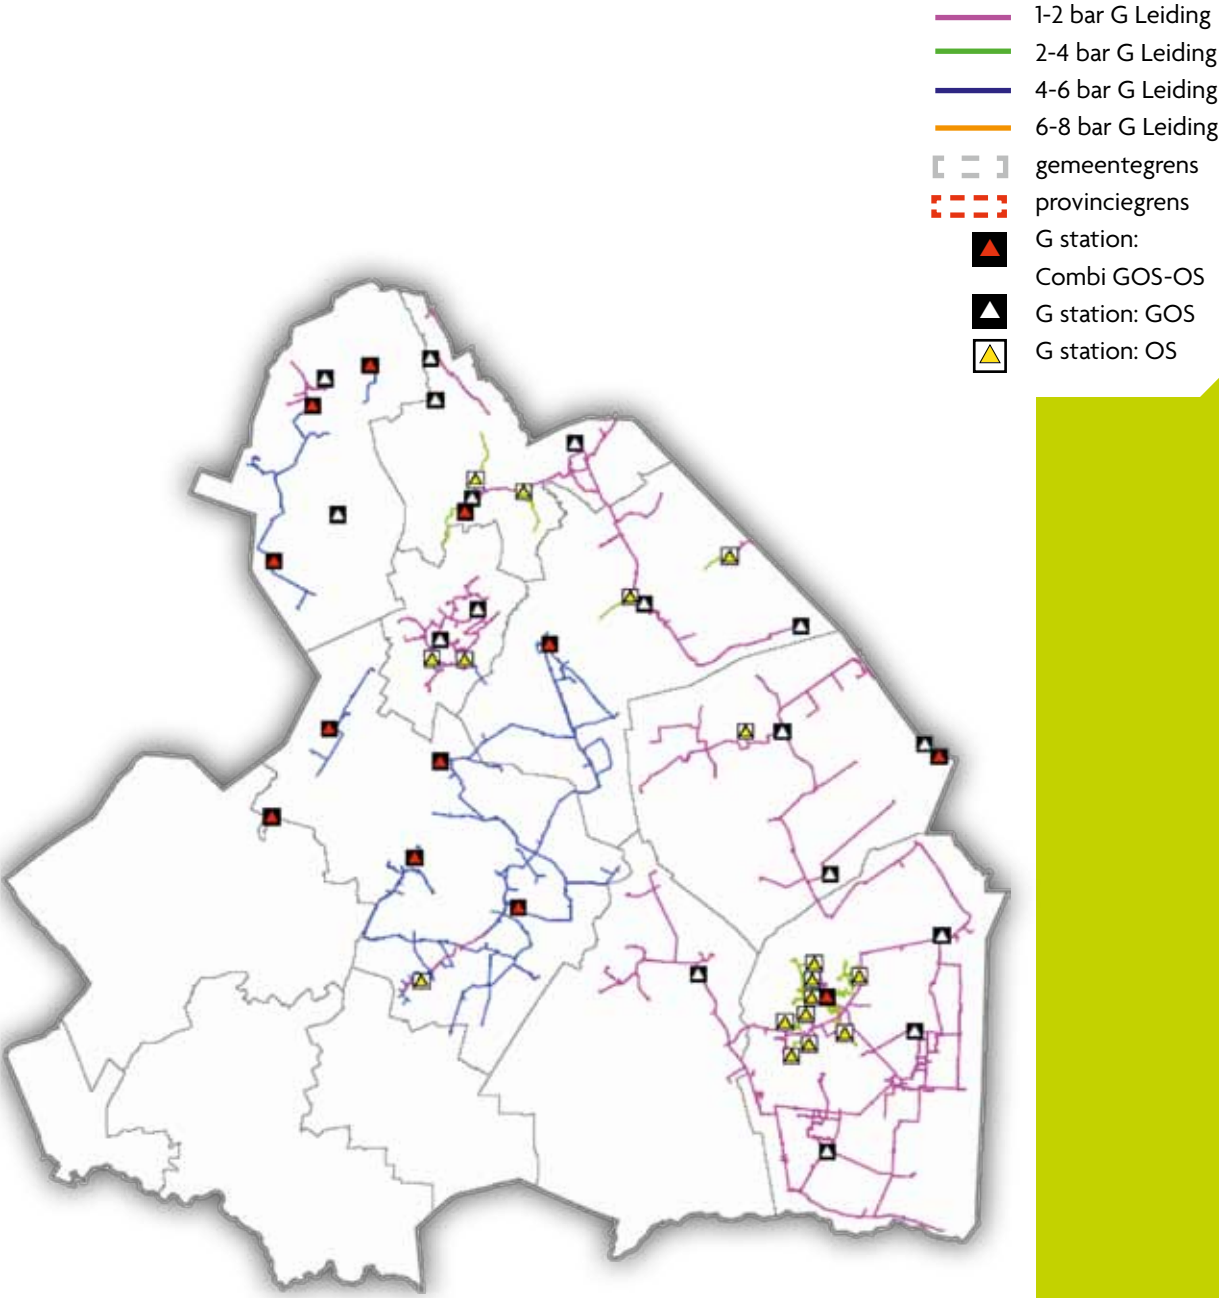 1-2 bar G Leiding
2-4 bar G Leiding
4-6 bar G Leiding
6-8 bar G Leiding
gemeentegrens
provinciegrens
G station:
Combi GOS-OS
G station: GOS
G station: OS